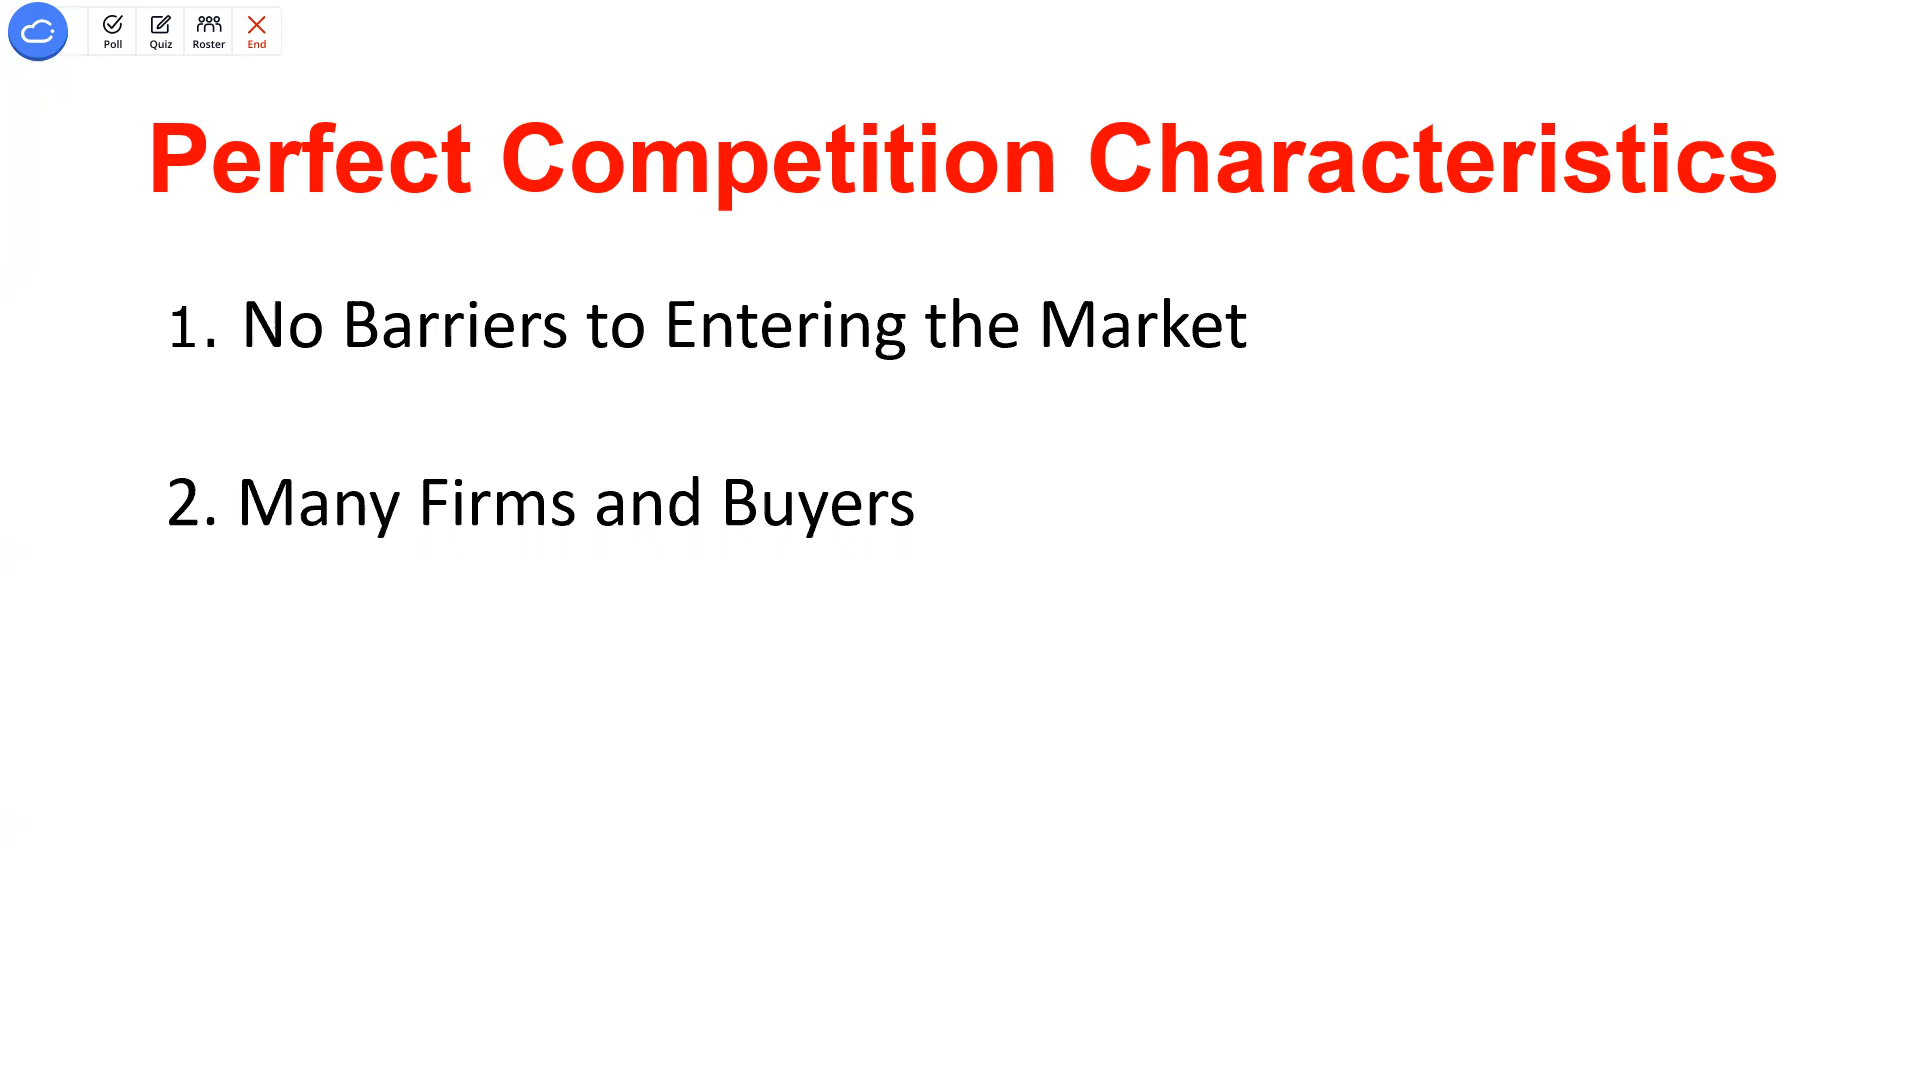 Poll Quiz Roster End
Perfect Competition Characteristics
1. No Barriers to Entering the Market
2. Many Firms and Buyers